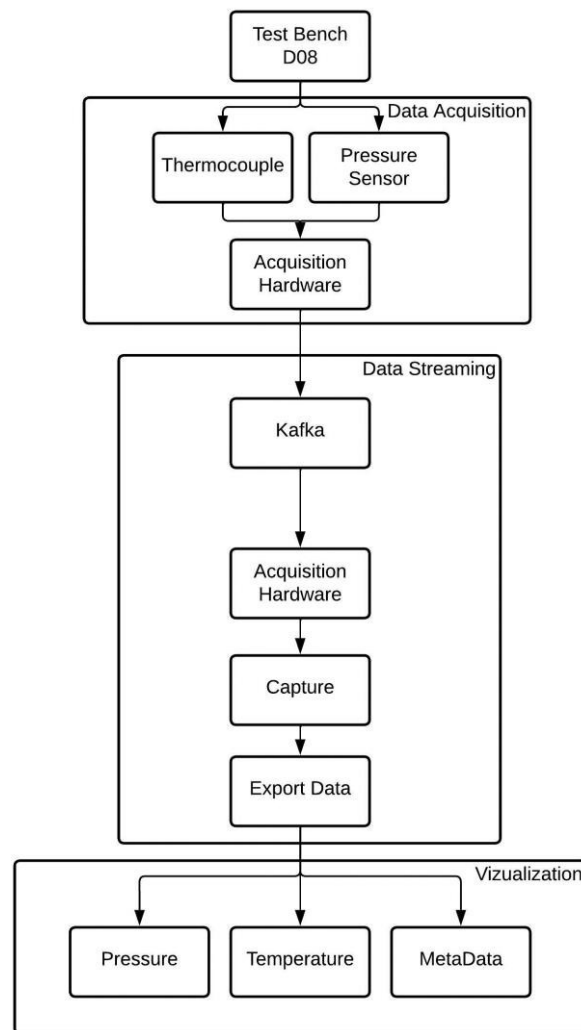 Test Bench
D08
Data Acquisition
Thermocouple
Pressure
Sensor
Acquisition
Hardware
Data Streaming
Kafka
Acquisition
Hardware
Capture
Export Data
Vizualization
Pressure
Temperature
MetaData